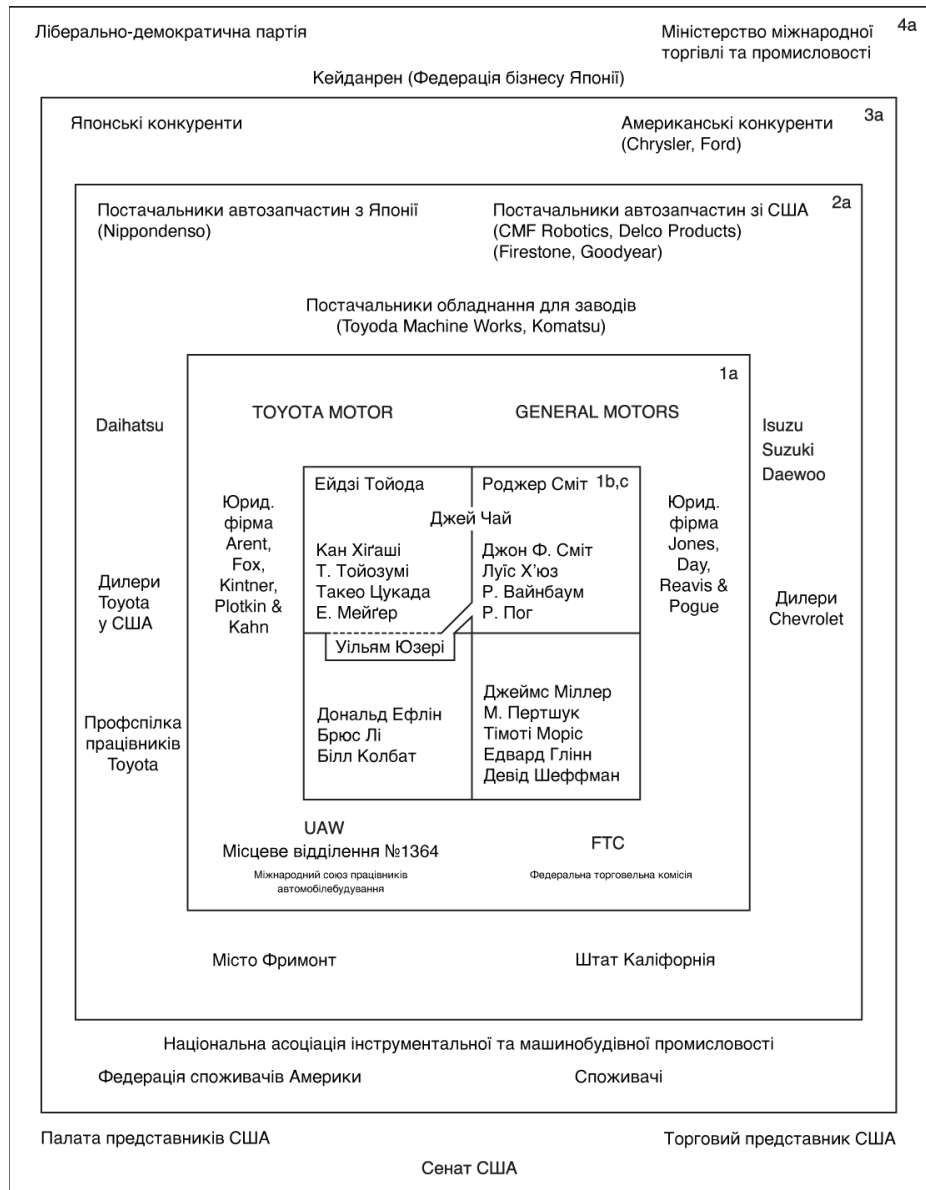 Ліберально-демократична партія
Міністерство міжнародної
торгівлі та промисловості
4a
Кейданрен (Федерація бізнесу Японії)
Японські конкуренти
Американські конкуренти
(Chrysler, Ford)
3a
Постачальники автозапчастин з Японії
(Nippondenso)
Постачальники автозапчастин зі США
(CMF Robotics, Delco Products)
(Firestone, Goodyear)
2a
Постачальники обладнання для заводів
(Toyoda Machine Works, Komatsu)
1a
TOYOTA MOTOR
GENERAL MOTORS
Daihatsu
Isuzu
Suzuki
Daewoo
Ейдзі Тойода
Роджер Сміт
1b,c
Джей Чай
Юрид.
фірма
Arent,
Fox,
Kintner,
Plotkin &
Kahn
Кан Хіґаші
Т. Тойозумі
Такео Цукада
Е. Мейґер
Джон Ф. Сміт
Луїс Х’юз
Р. Вайнбаум
Р. Пог
Юрид.
фірма
Jones,
Day,
Reavis &
Pogue
Дилери
Toyota
у США
Дилери
Chevrolet
Уільям Юзері
Дональд Ефлін
Брюс Лі
Білл Колбат
Джеймс Міллер
М. Пертшук
Тімоті Моріс
Едвард Глінн
Девід Шеффман
Профспілка
працівників
Toyota
UAW
Місцеве відділення №1364
Міжнародний союз працівників
автомобілебудування
FTC
Федеральна торговельна комісія
Місто Фримонт
Штат Каліфорнія
Національна асоціація інструментальної та машинобудівної промисловості
Федерація споживачів Америки
Споживачі
Палата представників США
Торговий представник США
Сенат США